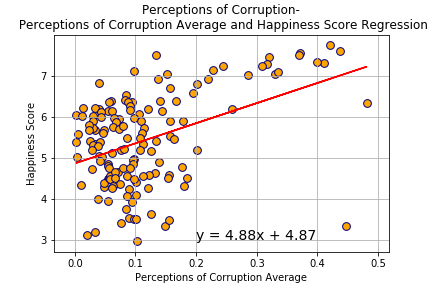 Perceptions of Corruption-
Perceptions of Corruption Average and Happiness Score Regression
Happiness Score
7
6
5
4
3
y = 4.88x + 4.87
0.0 0.1 0.2 0.3 0.4 0.5
Perceptions of Corruption Average